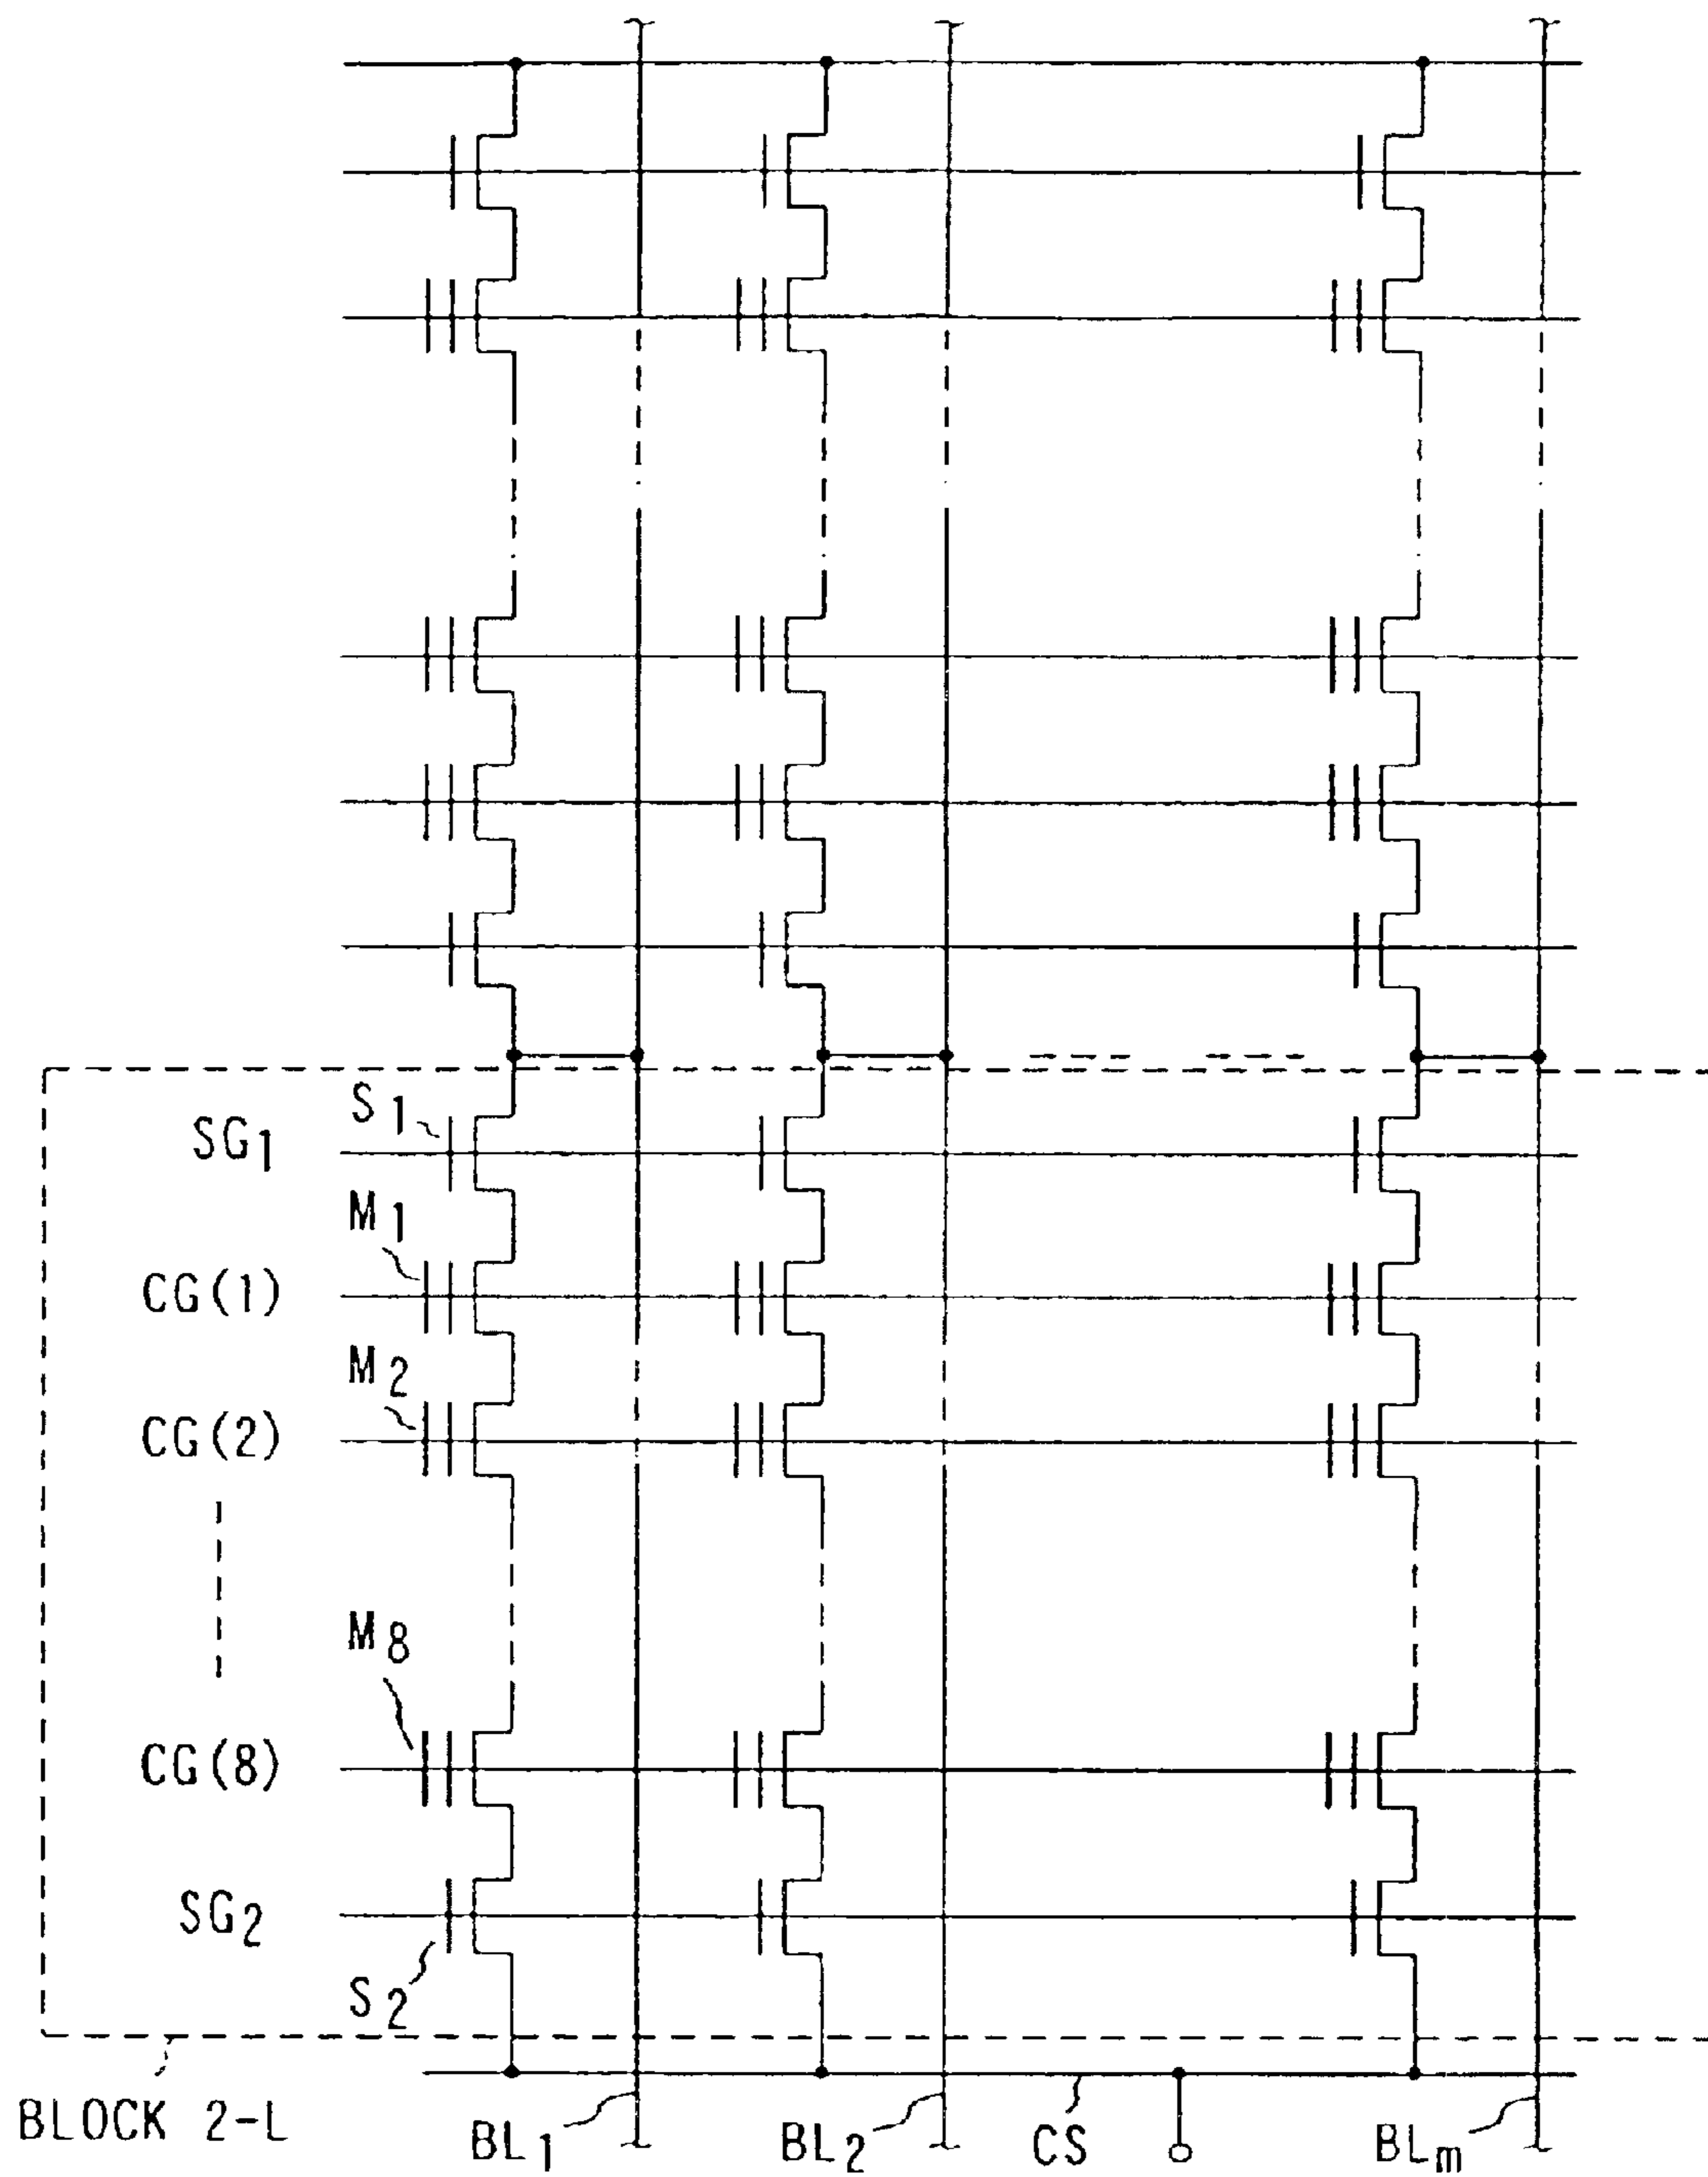 S1
SG1
M1
CG(1)
M2
CG(2)
M8
CG(8)
SG2
S2
BLOCK 2-L
BL1
BL2
CS
BLm